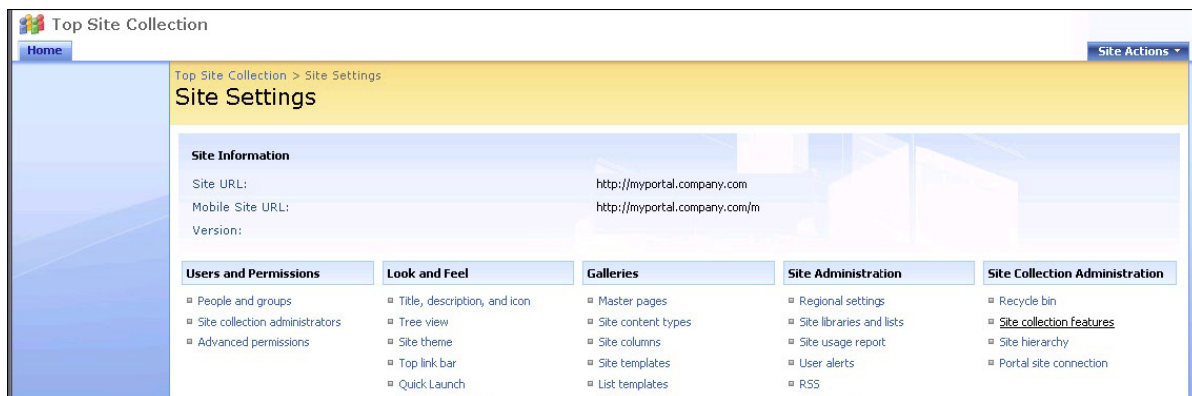 Top Site Collection
Home
Site Actions
Top Site Collection > Site Settings
Site Settings
Site Information
Site URL: http://myportal.company.com
Mobile Site URL: http://myportal.company.com/m
Version:
Users and Permissions
People and groups
Site collection administrators
Advanced permissions
Look and Feel
Title, description, and icon
Tree view
Site theme
Top link bar
Quick Launch
Galleries
Master pages
Site content types
Site columns
Site templates
List templates
Site Administration
Regional settings
Site libraries and lists
Site usage report
User alerts
RSS
Site Collection Administration
Recycle bin
Site collection features
Site hierarchy
Portal site connection